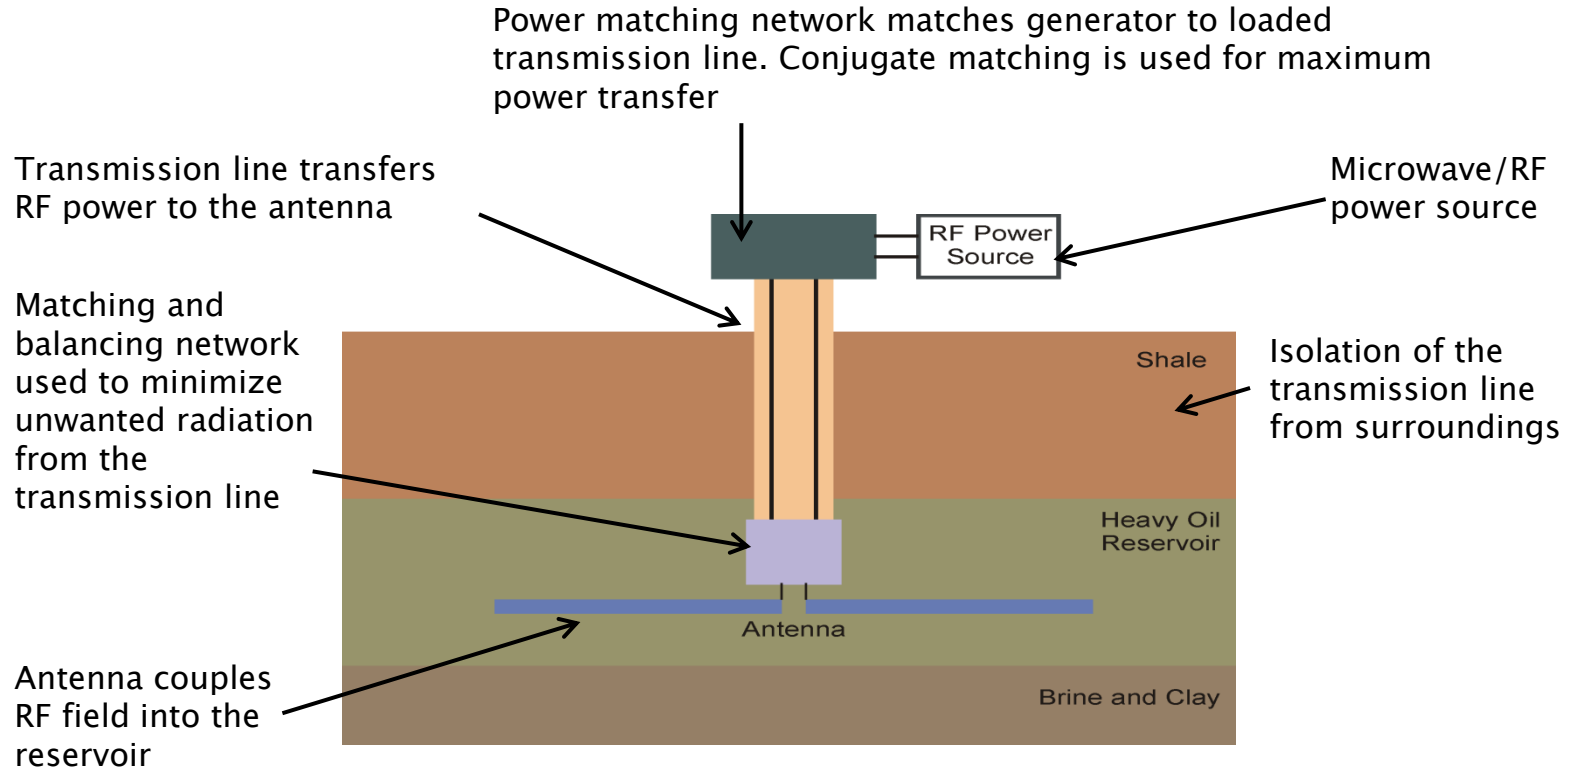 Power matching network matches generator to loaded
transmission line. Conjugate matching is used for maximum
power transfer
Transmission line transfers
RF power to the antenna
Microwave/RF
power source
RF Power
Source
Matching and
balancing network
used to minimize
unwanted radiation
from the
transmission line
Shale
Isolation of the
transmission line
from surroundings
Heavy Oil
Reservoir
Antenna
Antenna couples
RF field into the
reservoir
Brine and Clay